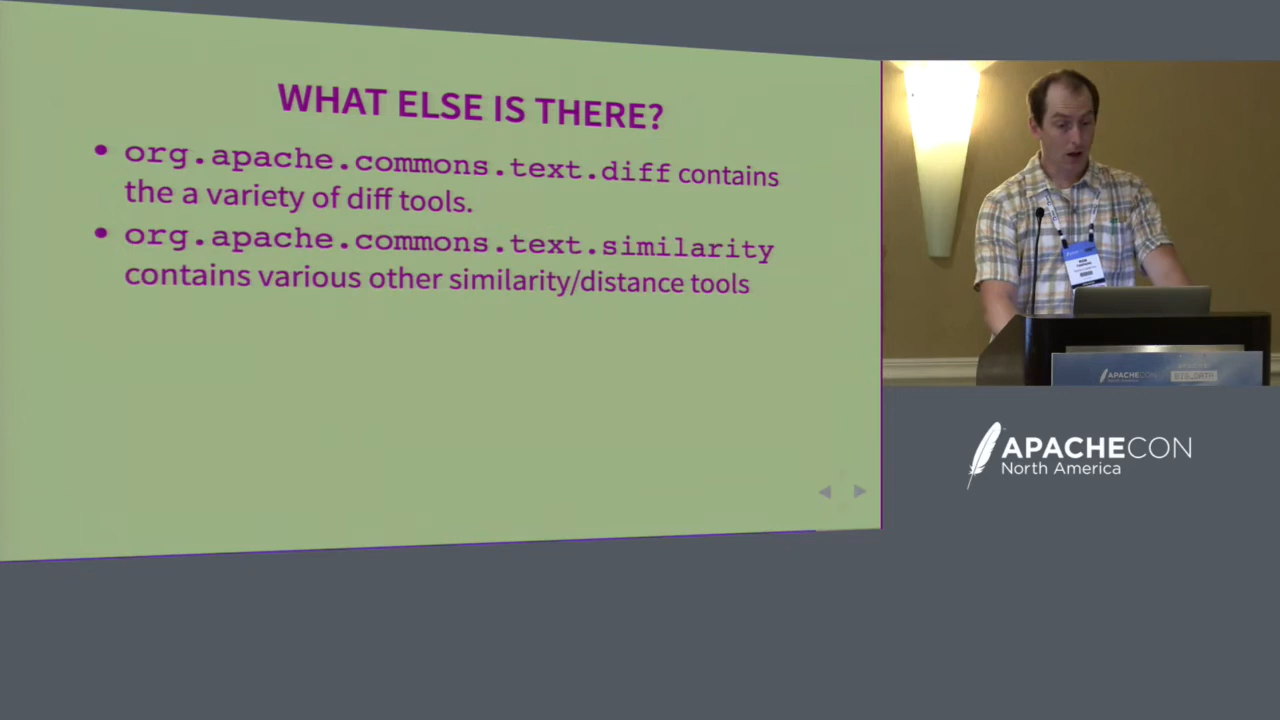 WHAT ELSE IS THERE?
• org.apache.commons.text.diff contains
the a variety of diff tools.
• org.apache.commons.text.similarity
contains various other similarity/distance tools
APACHECON
APACHECON
North America